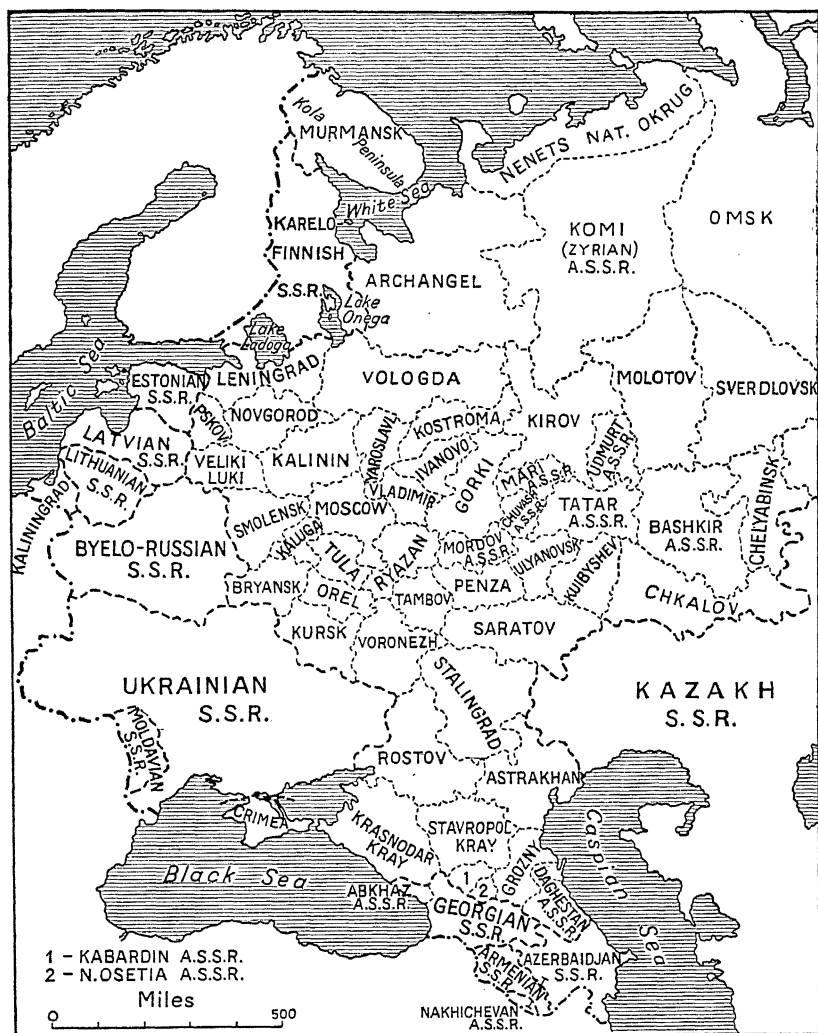 Kola
MURMANSK
Peninsula
NENETS NAT. OKRUG
White Sea
KARELO
FINNISH
S.S.R.
KOMI
(ZYRIAN)
A.S.S.R.
OMSK
ARCHANGEL
Lake
Onega
Lake
Ladoga
Baltic Sea
ESTONIAN
S.S.R.
LENINGRAD
VOLOGDA
MOLOTOV
SVERDLOVSK
PSKOV
NOVGOROD
KOSTROMA
KIROV
UDMURT
A.S.S.R.
LATVIAN
S.S.R.
VELIKI
LUKI
KALININ
YAROSLAVL
IVANOVO
GORKI
MARI
A.S.S.R.
LITHUANIAN
S.S.R.
VLADIMIR
CHUVASH
A.S.S.R.
TATAR
A.S.S.R.
BASHKIR
A.S.S.R.
CHELYABINSK
KALININGRAD
SMOLENSK
MOSCOW
KALUGA
TULA
RYAZAN
MORDOV
A.S.S.R.
ULYANOVSK
KUIBYSHEV
BYELO-RUSSIAN
S.S.R.
BRYANSK
OREL
TAMBOV
PENZA
CHKALOV
KURSK
VORONEZH
SARATOV
UKRAINIAN
S.S.R.
STALINGRAD
KAZAKH
S.S.R.
MOLDAVIAN
S.S.R.
ROSTOV
ASTRAKHAN
CRIMEA
KRASNODAR
KRAY
STAVROPOL
KRAY
Caspian Sea
Black Sea
1
2
GROZNY
DAGHESTAN
A.S.S.R.
ABKHAZ
A.S.S.R.
GEORGIAN
S.S.R.
ARMENIAN
S.S.R.
AZERBAIDJAN
S.S.R.
NAKHICHEVAN
A.S.S.R.
1 - KABARDIN A.S.S.R.
2 - N.OSETIA A.S.S.R.
Miles
0 500